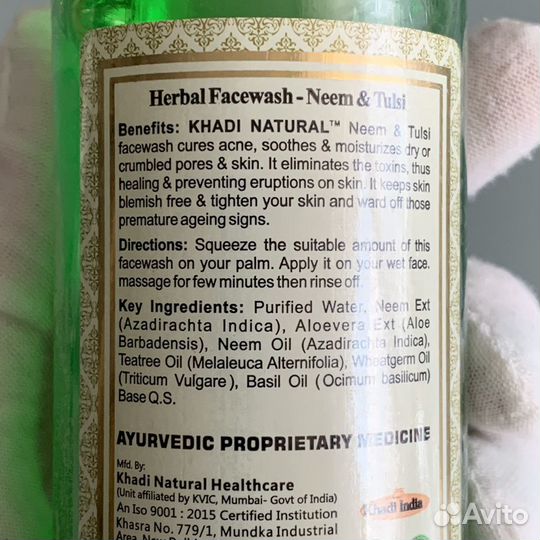 Herbal Facewash - Neem & Tulsi
Benefits: KHADI NATURAL™ Neem & Tulsi
facewash cures acne, soothes & moisturizes dry or
crumbled pores & skin. It eliminates the toxins, thus
healing & preventing eruptions on skin. It keeps skin
blemish free & tighten your skin and ward off those
premature ageing signs.
Directions: Squeeze the suitable amount of this
facewash on your palm. Apply it on your wet face.
massage for few minutes then rinse off.
Key Ingredients: Purified Water, Neem Ext
(Azadirachta Indica), Aloevera Ext (Aloe
Barbadensis), Neem Oil (Azadirachta Indica),
Teatree Oil (Melaleuca Alternifolia), Wheatgerm Oil
(Triticum Vulgare), Basil Oil (Ocimum basilicum)
Base Q.S.
AYURVEDIC PROPRIETARY MEDICINE
Mfd. By:
Khadi Natural Healthcare
(Unit affiliated by KVIC, Mumbai- Govt of India)
An Iso 9001 : 2015 Certified Institution
Khasra No. 779/1, Mundka Industrial
Khadi India
Avito